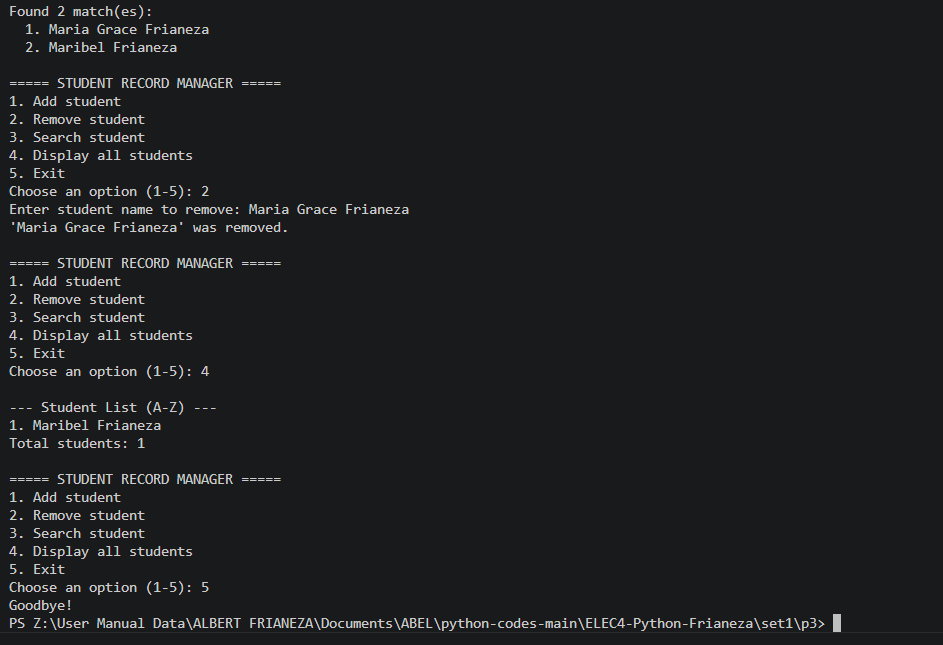 Found 2 match(es):
  1. Maria Grace Frianeza
  2. Maribel Frianeza

===== STUDENT RECORD MANAGER =====
1. Add student
2. Remove student
3. Search student
4. Display all students
5. Exit
Choose an option (1-5): 2
Enter student name to remove: Maria Grace Frianeza
'Maria Grace Frianeza' was removed.

===== STUDENT RECORD MANAGER =====
1. Add student
2. Remove student
3. Search student
4. Display all students
5. Exit
Choose an option (1-5): 4

--- Student List (A-Z) ---
1. Maribel Frianeza
Total students: 1

===== STUDENT RECORD MANAGER =====
1. Add student
2. Remove student
3. Search student
4. Display all students
5. Exit
Choose an option (1-5): 5
Goodbye!
PS Z:\User Manual Data\ALBERT FRIANEZA\Documents\ABEL\python-codes-main\ELEC4-Python-Frianeza\set1\p3>